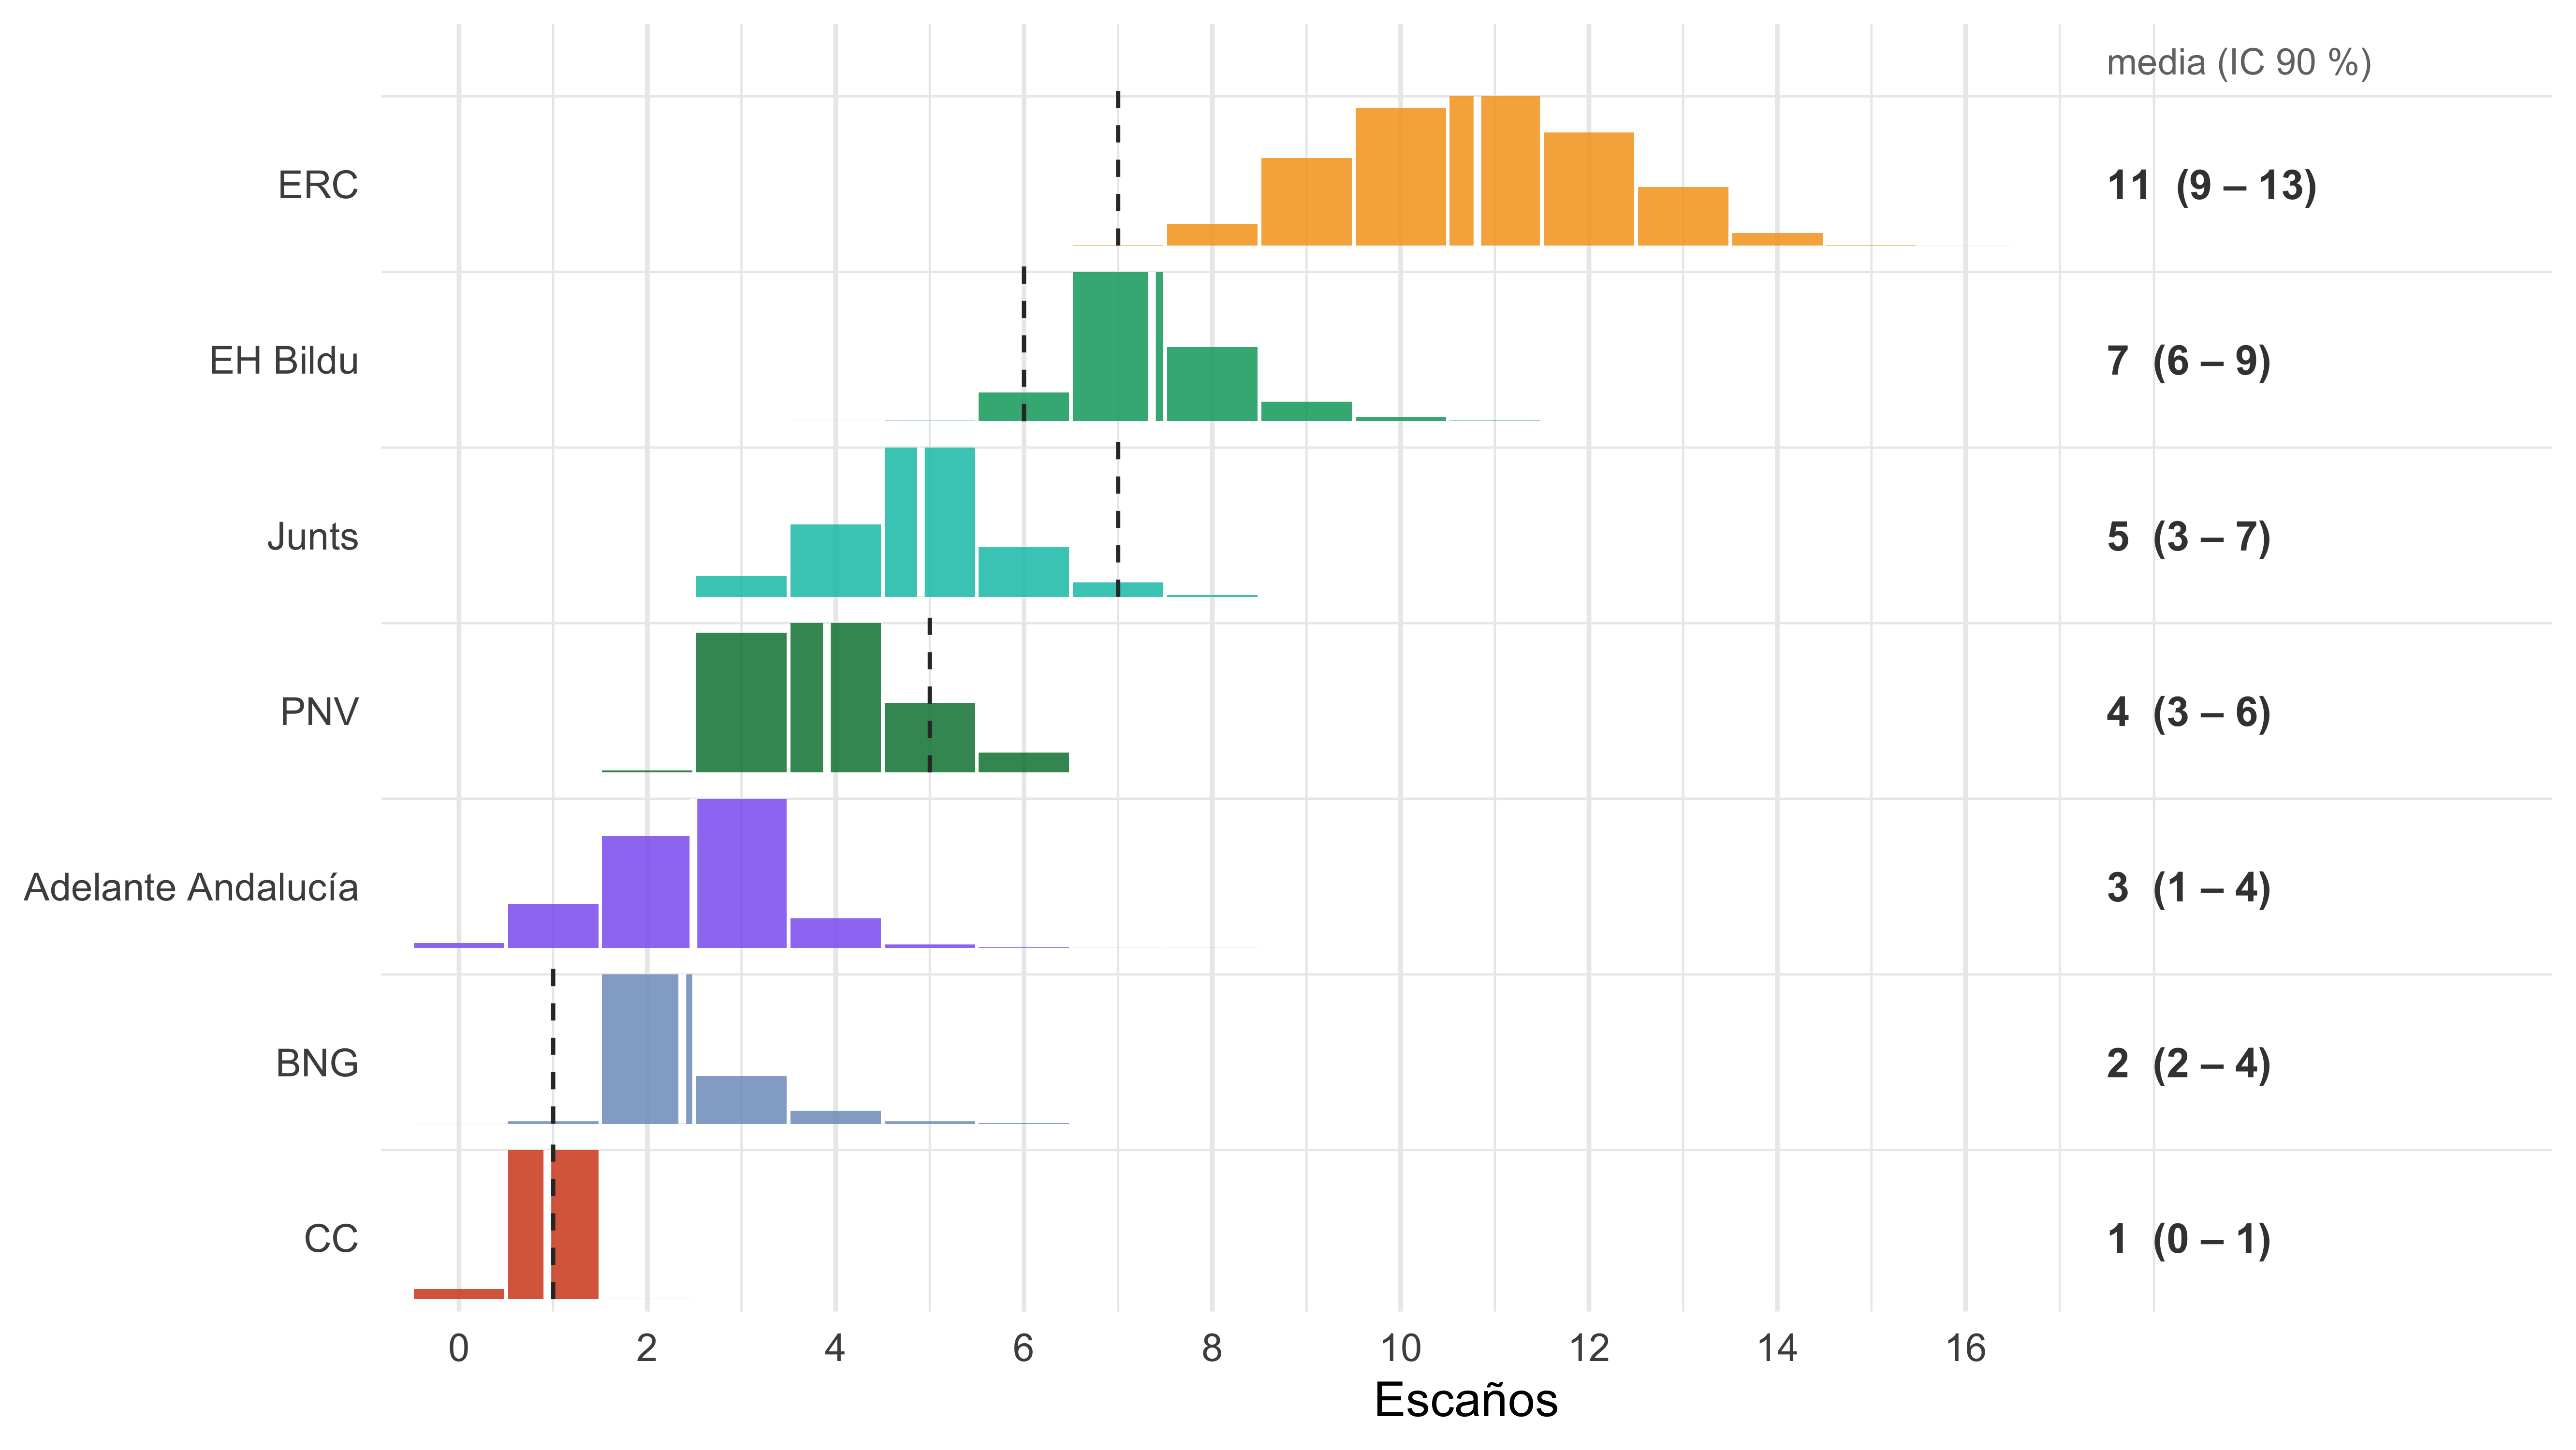 media (IC 90 %)
ERC 11 (9 – 13)
EH Bildu 7 (6 – 9)
Junts 5 (3 – 7)
PNV 4 (3 – 6)
Adelante Andalucía 3 (1 – 4)
BNG 2 (2 – 4)
CC 1 (0 – 1)
0 2 4 6 8 10 12 14 16
Escaños